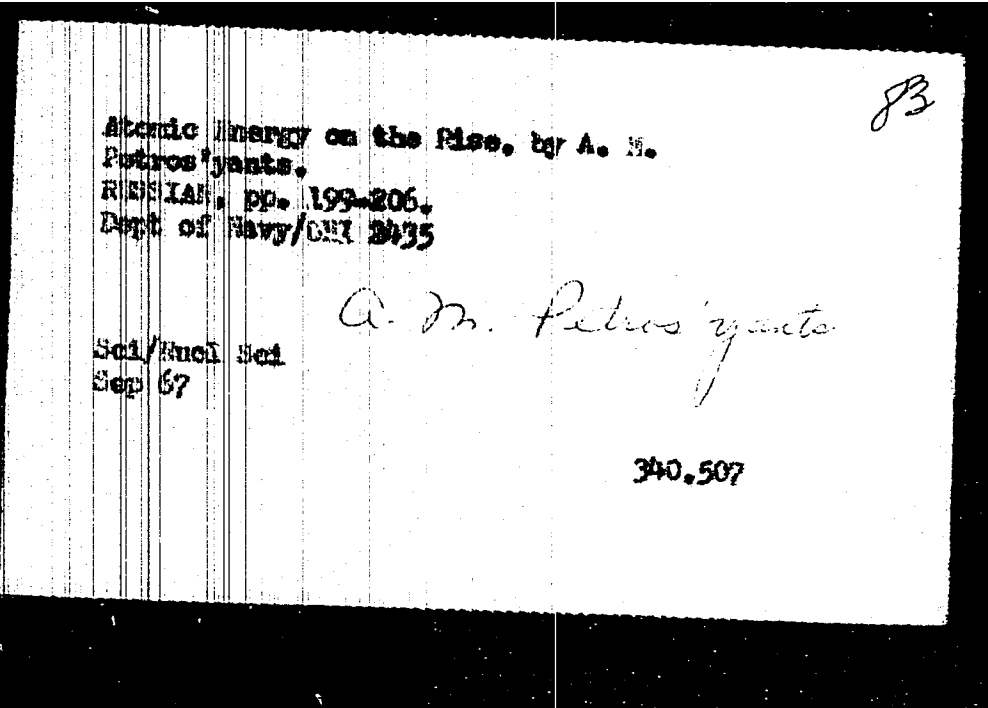 83
Atomic Energy on the Rise, by A. M.
Petros'yants.
RUSSIAN, pp. 199-206.
Dept of Navy/ONI 2435
A. M. Petros'yants
Sci/Nucl Sci
Sep 67
340,507